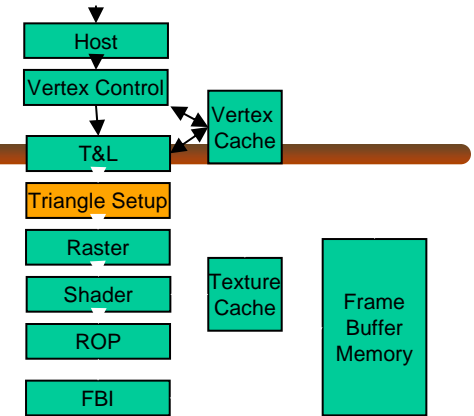 Host
Vertex Control
Vertex
Cache
T&L
Triangle Setup
Raster
Shader
Texture
Cache
Frame
Buffer
Memory
ROP
FBI